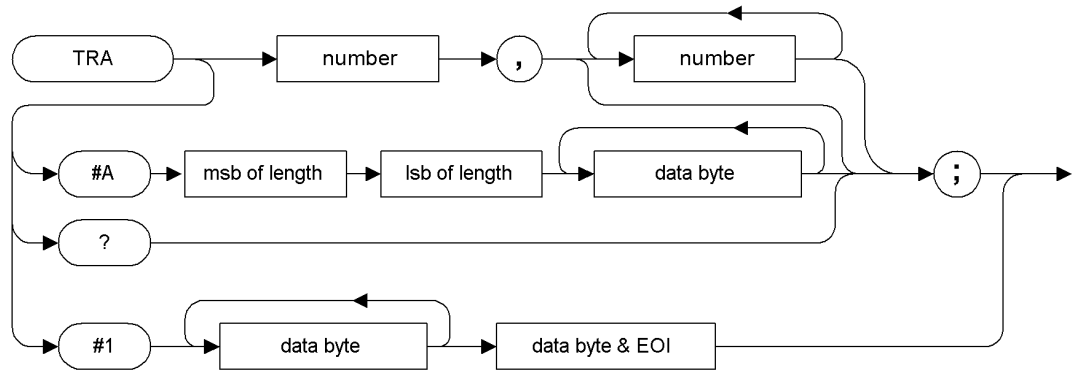 TRA number , number
#A msb of length lsb of length data byte ;
?
#1 data byte data byte & EOI